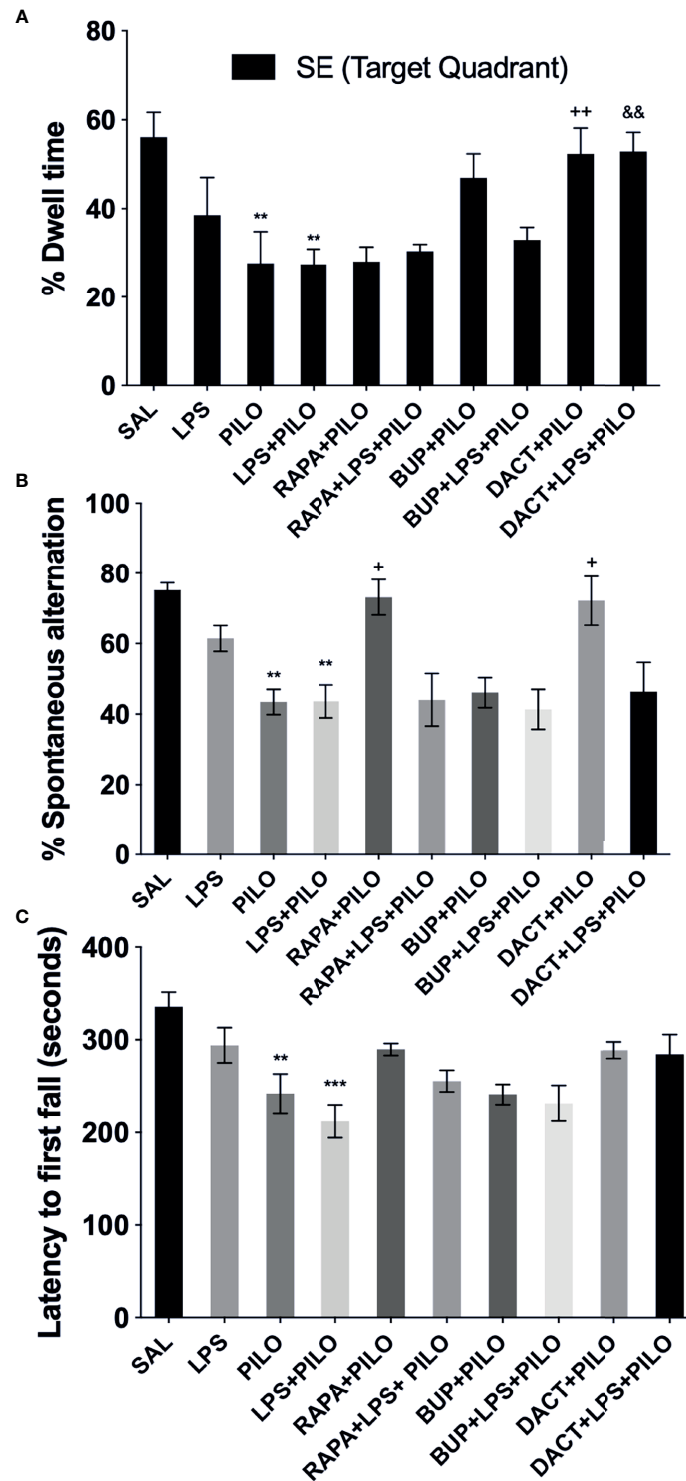 A
% Dwell time
80
60
40
20
0
SE (Target Quadrant)
**
**
++
&&
SAL
LPS
PILO
LPS+PILO
RAPA+PILO
RAPA+LPS+PILO
BUP+PILO
BUP+LPS+PILO
DACT+PILO
DACT+LPS+PILO
B
% Spontaneous alternation
100
80
60
40
20
0
**
**
+
+
SAL
LPS
PILO
LPS+PILO
RAPA+PILO
RAPA+LPS+PILO
BUP+PILO
BUP+LPS+PILO
DACT+PILO
DACT+LPS+PILO
C
Latency to first fall (seconds)
400
300
200
100
0
**
***
SAL
LPS
PILO
LPS+PILO
RAPA+PILO
RAPA+LPS+ PILO
BUP+PILO
BUP+LPS+PILO
DACT+PILO
DACT+LPS+PILO